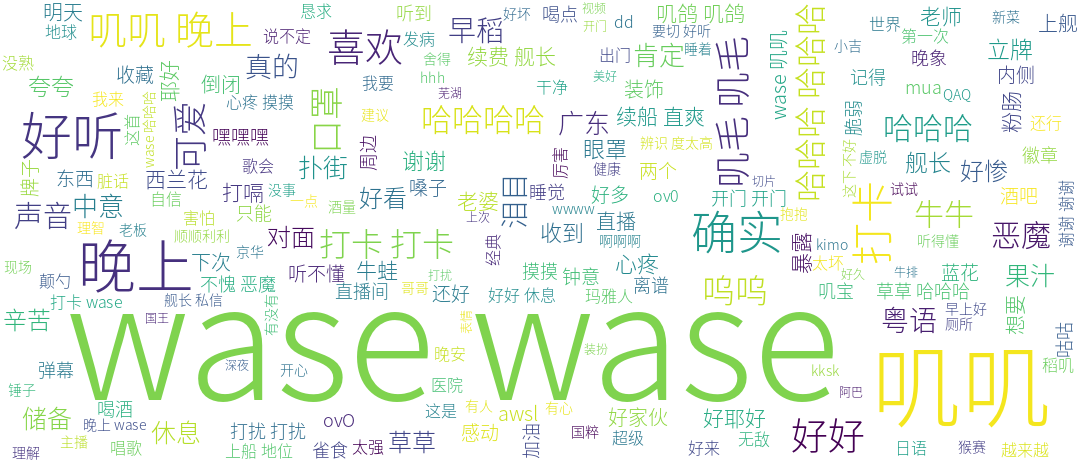 恳求
听到
喝点
好坏
dd
叽鸽 叽鸽
视频
开门
要切 好听
世界
老师
新菜
上舰
明天
地球
叽叽 晚上
说不定
喜欢
发病
早稻
舍得
续费 舰长
出门
肯定
睡着
叽毛 叽毛
wase 叽叽
哈哈哈 哈哈哈
小吉
第一次
晚象
立牌
内侧
没熟
夸夸
收藏
真的
耶好
倒闭
我要
hhh
芜湖
干净
装饰
美好
记得
mua
QAQ
粉肠
我来
这首
wase 哈哈哈
心疼 摸摸
可爱
口罩
建议
哈哈哈哈
广东
脆弱
哈哈哈
还行
好听
嘿嘿嘿
歌会
周边
谢谢
厉害
眼罩
辨识 度太高
这下 不好
虚脱
舰长
好惨
徽章
牌子
东西
脏话
西兰花
扑街
没事
打嗝
健康
两个
切片
试试
酒吧
谢谢 谢谢
声音
中意
自信
害怕
只能
酒量
一点
好看
嗓子
老婆
泪目
睡觉
好多
ov0
开门 开门
抱抱
打卡
牛牛
恶魔
理智
老板
顺顺利利
京华
对面
打卡 打卡
上次
经典
wwww
收到
直播
啊啊啊
确实
暴露
kimo
听得懂
现场
颠勺
晚上
下次
不愧 恶魔
听不懂
牛蛙
打扰
还好
摸摸
钟意
心疼
离谱
太坏
好久
牛排
蓝花
果汁
打卡 wase
舰长 私信
直播间
哥哥
好好 休息
玛雅人
呜呜
叽宝
草草 哈哈哈
早上好
辛苦
国王
有没有
表情
粤语
厕所
想要
咕咕
wase wase
弹幕
深夜
开心
晚安
装扮
kksk
稻叽
锤子
医院
阿巴
叽叽
储备
喝酒
晚上 wase
休息
打扰 打扰
ovO
这是
有人
awsl
有心
好家伙
好耶好
续船 直爽
理解
主播
唱歌
上船 地位
雀食
太强
草草
感动
加油
国粹
超级
好来
无敌
好好
日语
猴赛
越来越